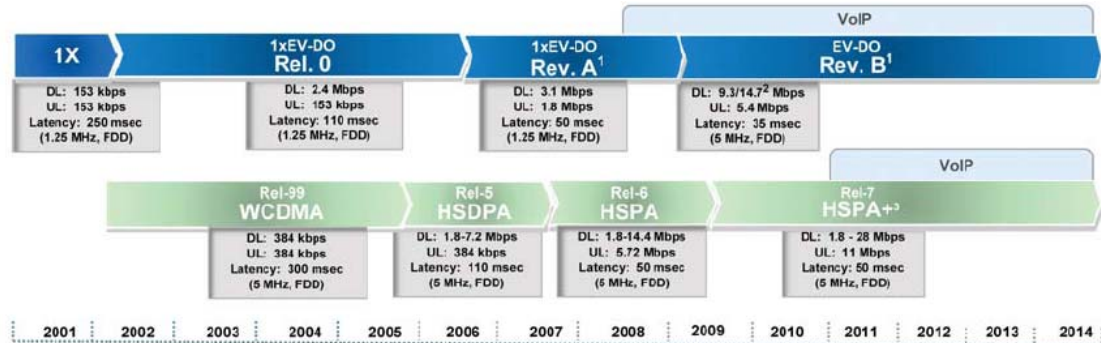 VoIP
1X
1xEV-DO
Rel. 0
1xEV-DO
Rev. A¹
EV-DO
Rev. B¹
DL: 153 kbps
UL: 153 kbps
Latency: 250 msec
(1.25 MHz, FDD)
DL: 2.4 Mbps
UL: 153 kbps
Latency: 110 msec
(1.25 MHz, FDD)
DL: 3.1 Mbps
UL: 1.8 Mbps
Latency: 50 msec
(1.25 MHz, FDD)
DL: 9.3/14.7² Mbps
UL: 5.4 Mbps
Latency: 35 msec
(5 MHz, FDD)
VoIP
Rel-99
WCDMA
Rel-5
HSDPA
Rel-6
HSPA
Rel-7
HSPA+³
DL: 384 kbps
UL: 384 kbps
Latency: 300 msec
(5 MHz, FDD)
DL: 1.8-7.2 Mbps
UL: 384 kbps
Latency: 110 msec
(5 MHz, FDD)
DL: 1.8-14.4 Mbps
UL: 5.72 Mbps
Latency: 50 msec
(5 MHz, FDD)
DL: 1.8 - 28 Mbps
UL: 11 Mbps
Latency: 50 msec
(5 MHz, FDD)
2001 2002 2003 2004 2005 2006 2007 2008 2009 2010 2011 2012 2013 2014